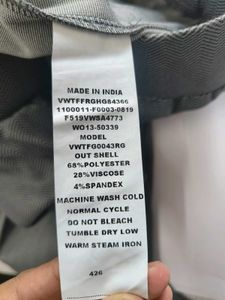 MADE IN INDIA
VWTFFRGHG84366
1100011-F0003-0819
F519VWSA4773
WO13-50339
MODEL
VWTFG0043RG
OUT SHELL
68%POLYESTER
28%VISCOSE
4%SPANDEX
MACHINE WASH COLD
NORMAL CYCLE
DO NOT BLEACH
TUMBLE DRY LOW
WARM STEAM IRON
426